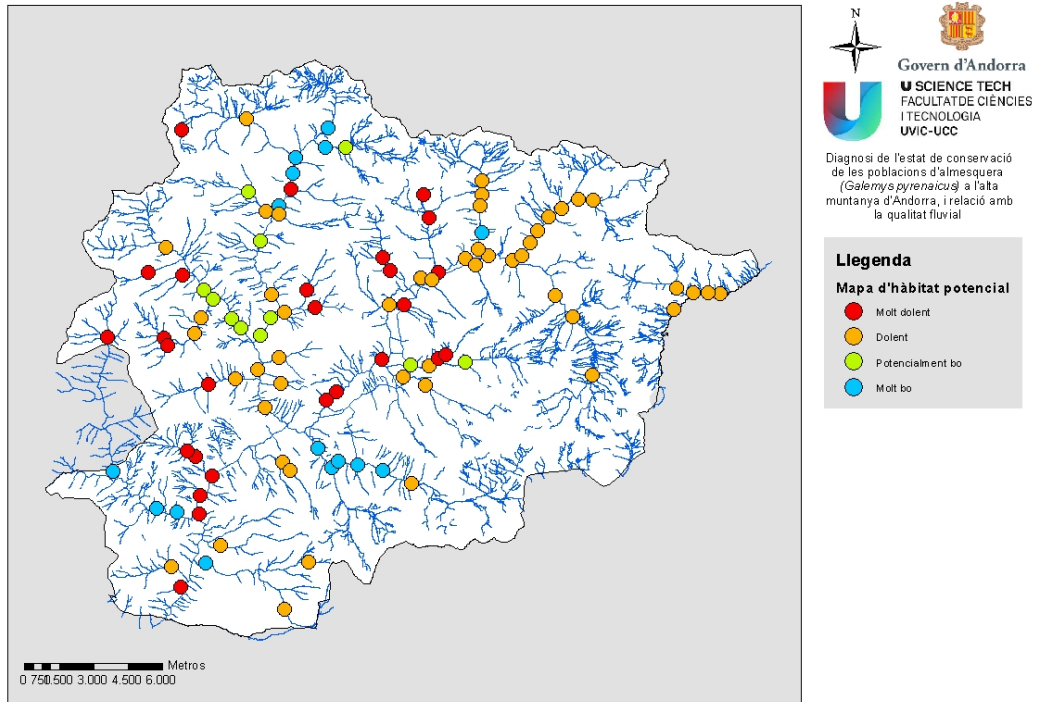 N
Govern d'Andorra
U SCIENCE TECH
FACULTATDE CIÈNCIES
I TECNOLOGIA
UVIC-UCC
Diagnosi de l'estat de conservació
de les poblacions d'almesquera
(Galemys pyrenaicus) a l'alta
muntanya d'Andorra, i relació amb
la qualitat fluvial
Llegenda
Mapa d'hàbitat potencial
Molt dolent
Dolent
Potencialment bo
Molt bo
Metros
0 750 1.500 3.000 4.500 6.000